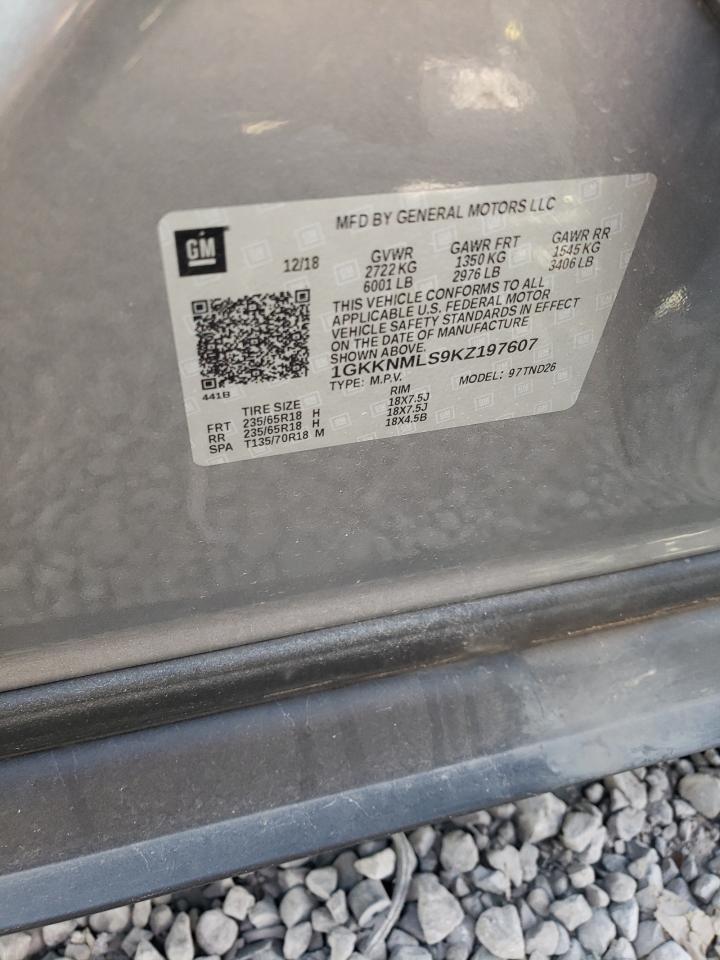 MFD BY GENERAL MOTORS LLC
GM
12/18
GVWR GAWR FRT GAWR RR
2722 KG 1350 KG 1545 KG
6001 LB 2976 LB 3406 LB
THIS VEHICLE CONFORMS TO ALL
APPLICABLE U.S. FEDERAL MOTOR
VEHICLE SAFETY STANDARDS IN EFFECT
ON THE DATE OF MANUFACTURE
SHOWN ABOVE.
1GKKNMLS9KZ197607
441B
TYPE: M.P.V. MODEL: 97TND26
TIRE SIZE RIM
FRT 235/65R18 H 18X7.5J
RR 235/65R18 H 18X7.5J
SPA T135/70R18 M 18X4.5B